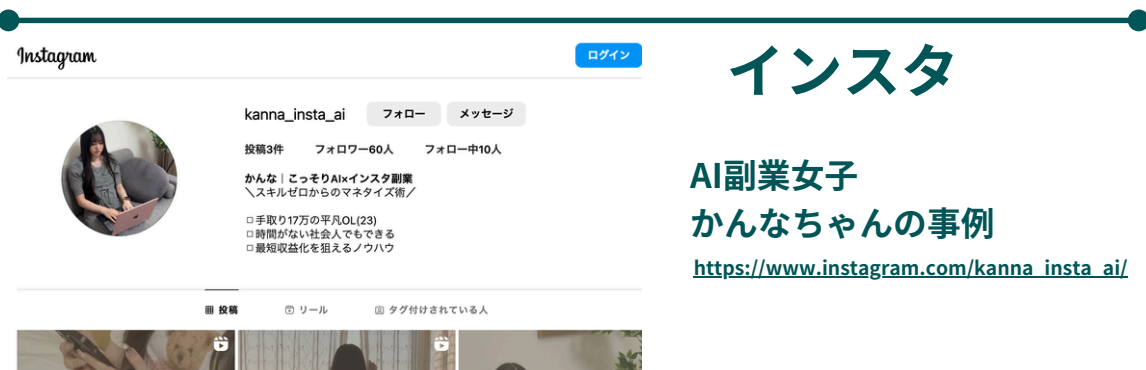 Instagram
ログイン
kanna_insta_ai
フォロー
メッセージ
投稿3件
フォロワー60人
フォロー中10人
かんな｜こっそりAI×インスタ副業
＼スキルゼロからのマネタイズ術／
□手取り17万の平凡OL(23)
□時間がない社会人でもできる
□最短収益化を狙えるノウハウ
投稿
リール
タグ付けされている人
インスタ
AI副業女子
かんなちゃんの事例
https://www.instagram.com/kanna_insta_ai/